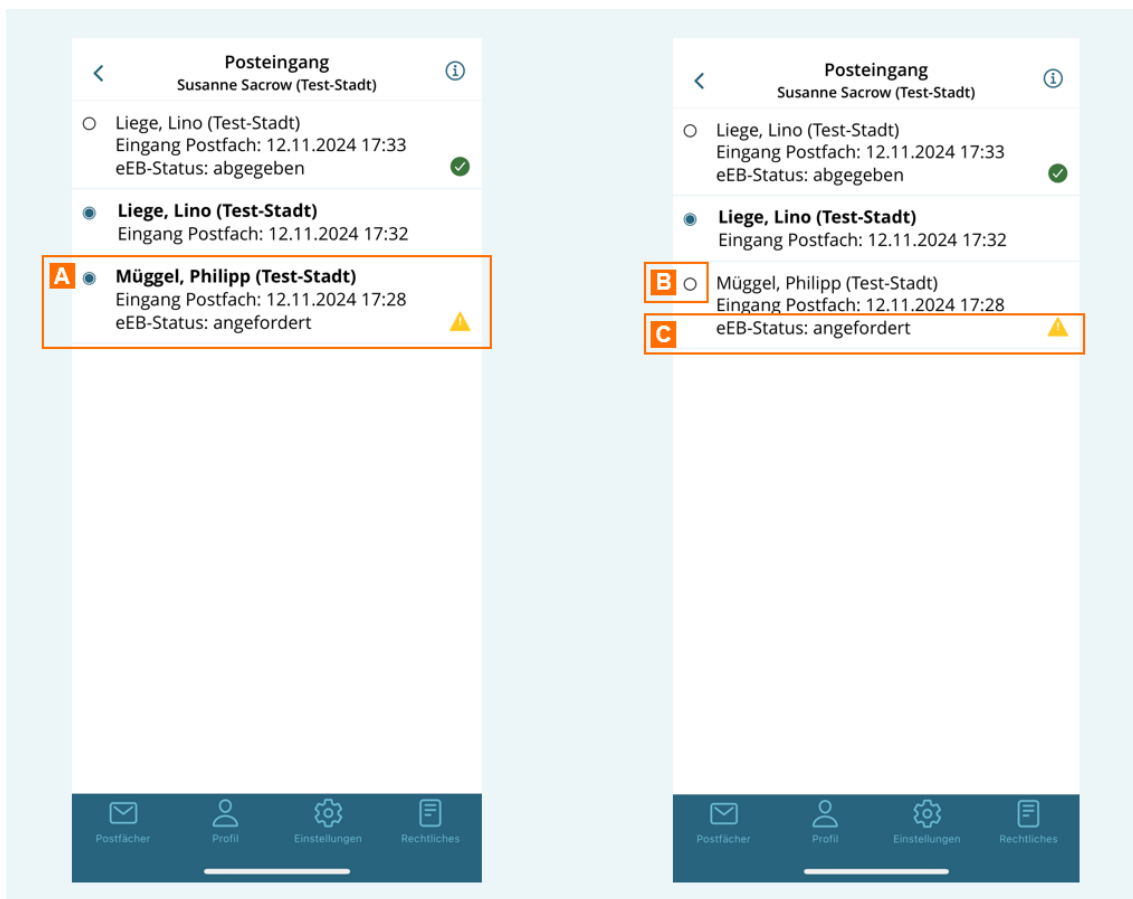 Posteingang
Susanne Sacrow (Test-Stadt)
Liege, Lino (Test-Stadt)
Eingang Postfach: 12.11.2024 17:33
eEB-Status: abgegeben
Liege, Lino (Test-Stadt)
Eingang Postfach: 12.11.2024 17:32
A
Müggel, Philipp (Test-Stadt)
Eingang Postfach: 12.11.2024 17:28
eEB-Status: angefordert
Postfächer
Profil
Einstellungen
Rechtliches
Posteingang
Susanne Sacrow (Test-Stadt)
Liege, Lino (Test-Stadt)
Eingang Postfach: 12.11.2024 17:33
eEB-Status: abgegeben
Liege, Lino (Test-Stadt)
Eingang Postfach: 12.11.2024 17:32
B
Müggel, Philipp (Test-Stadt)
Eingang Postfach: 12.11.2024 17:28
C
eEB-Status: angefordert
Postfächer
Profil
Einstellungen
Rechtliches